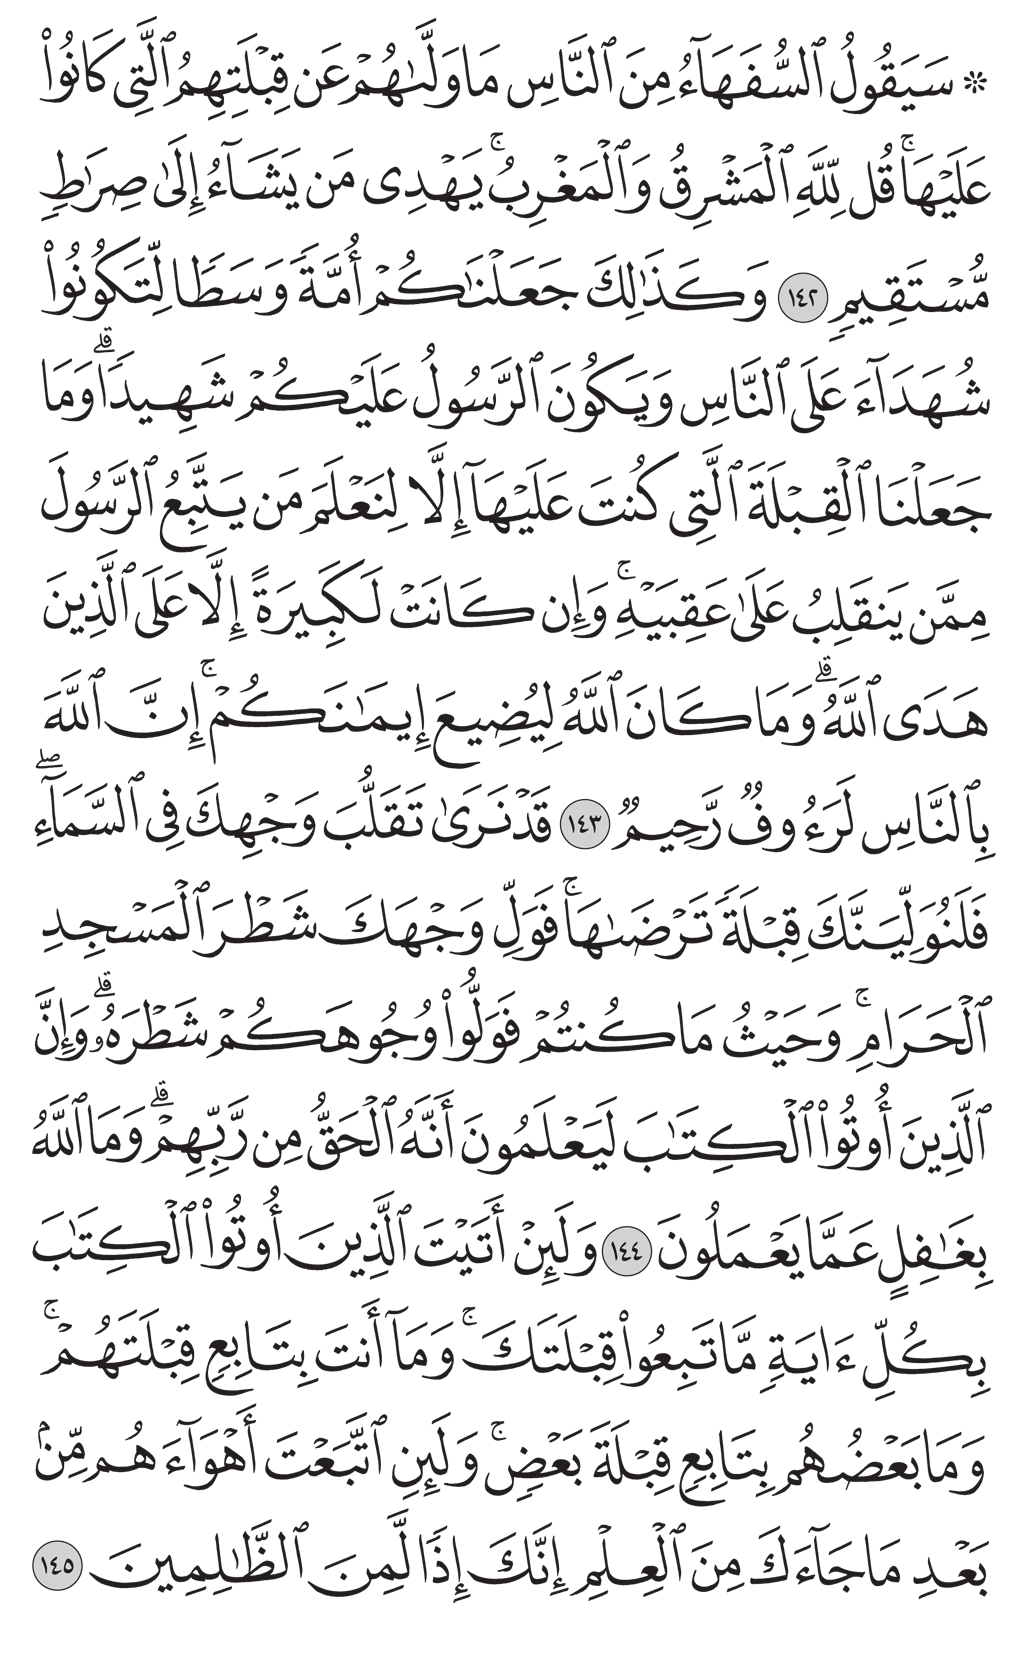 ۞ سَيَقُولُ ٱلسُّفَهَآءُ مِنَ ٱلنَّاسِ مَا وَلَّىٰهُمْ عَن قِبْلَتِهِمُ ٱلَّتِى كَانُوا۟
عَلَيْهَا ۚ قُل لِّلَّهِ ٱلْمَشْرِقُ وَٱلْمَغْرِبُ ۚ يَهْدِى مَن يَشَآءُ إِلَىٰ صِرَٰطٍ
مُّسْتَقِيمٍ ١٤٢ وَكَذَٰلِكَ جَعَلْنَٰكُمْ أُمَّةً وَسَطًا لِّتَكُونُوا۟
شُهَدَآءَ عَلَى ٱلنَّاسِ وَيَكُونَ ٱلرَّسُولُ عَلَيْكُمْ شَهِيدًا ۗ وَمَا
جَعَلْنَا ٱلْقِبْلَةَ ٱلَّتِى كُنتَ عَلَيْهَآ إِلَّا لِنَعْلَمَ مَن يَتَّبِعُ ٱلرَّسُولَ
مِمَّن يَنقَلِبُ عَلَىٰ عَقِبَيْهِ ۚ وَإِن كَانَتْ لَكَبِيرَةً إِلَّا عَلَى ٱلَّذِينَ
هَدَى ٱللَّهُ ۗ وَمَا كَانَ ٱللَّهُ لِيُضِيعَ إِيمَٰنَكُمْ ۚ إِنَّ ٱللَّهَ
بِٱلنَّاسِ لَرَءُوفٌ رَّحِيمٌ ١٤٣ قَدْ نَرَىٰ تَقَلُّبَ وَجْهِكَ فِى ٱلسَّمَآءِ ۖ
فَلَنُوَلِّيَنَّكَ قِبْلَةً تَرْضَىٰهَا ۚ فَوَلِّ وَجْهَكَ شَطْرَ ٱلْمَسْجِدِ
ٱلْحَرَامِ ۚ وَحَيْثُ مَا كُنتُمْ فَوَلُّوا۟ وُجُوهَكُمْ شَطْرَهُۥ ۗ وَإِنَّ
ٱلَّذِينَ أُوتُوا۟ ٱلْكِتَٰبَ لَيَعْلَمُونَ أَنَّهُ ٱلْحَقُّ مِن رَّبِّهِمْ ۗ وَمَا ٱللَّهُ
بِغَٰفِلٍ عَمَّا يَعْمَلُونَ ١٤٤ وَلَئِنْ أَتَيْتَ ٱلَّذِينَ أُوتُوا۟ ٱلْكِتَٰبَ
بِكُلِّ ءَايَةٍ مَّا تَبِعُوا۟ قِبْلَتَكَ ۚ وَمَآ أَنتَ بِتَابِعٍ قِبْلَتَهُمْ ۚ
وَمَا بَعْضُهُم بِتَابِعٍ قِبْلَةَ بَعْضٍ ۚ وَلَئِنِ ٱتَّبَعْتَ أَهْوَآءَهُم مِّنۢ
بَعْدِ مَا جَآءَكَ مِنَ ٱلْعِلْمِ إِنَّكَ إِذًا لَّمِنَ ٱلظَّٰلِمِينَ ١٤٥